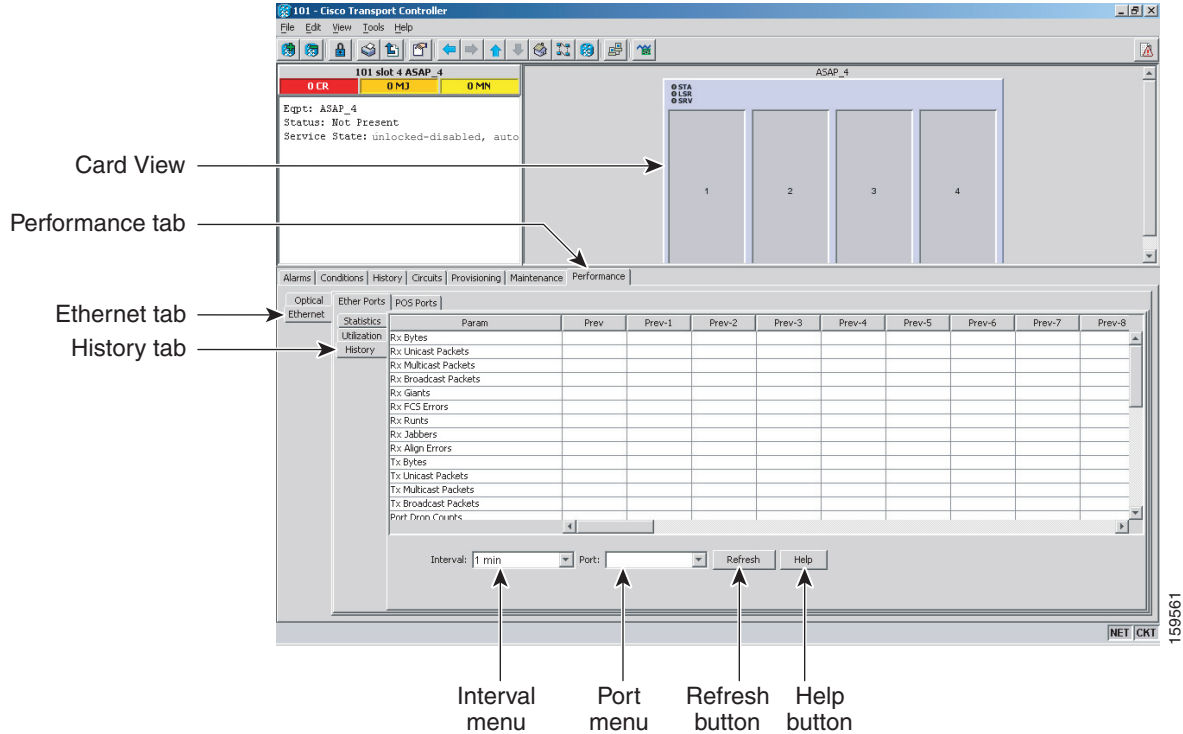 101 - Cisco Transport Controller
File Edit View Tools Help
101 slot 4 ASAP_4
0 CR 0 MJ 0 MN
Eqpt: ASAP_4
Status: Not Present
Service State: unlocked-disabled, auto
ASAP_4
STA
LSR
SRV
1 2 3 4
Card View
Performance tab
Alarms Conditions History Circuits Provisioning Maintenance Performance
Optical
Ethernet
Ether Ports POS Ports
Statistics
Utilization
History
Ethernet tab
History tab
Param Prev Prev-1 Prev-2 Prev-3 Prev-4 Prev-5 Prev-6 Prev-7 Prev-8
Rx Bytes
Rx Unicast Packets
Rx Multicast Packets
Rx Broadcast Packets
Rx Giants
Rx FCS Errors
Rx Runts
Rx Jabbers
Rx Align Errors
Tx Bytes
Tx Unicast Packets
Tx Multicast Packets
Tx Broadcast Packets
Port Drop Counts
Interval: 1 min Port: Refresh Help
NET CKT
159561
Interval menu
Port menu
Refresh button
Help button